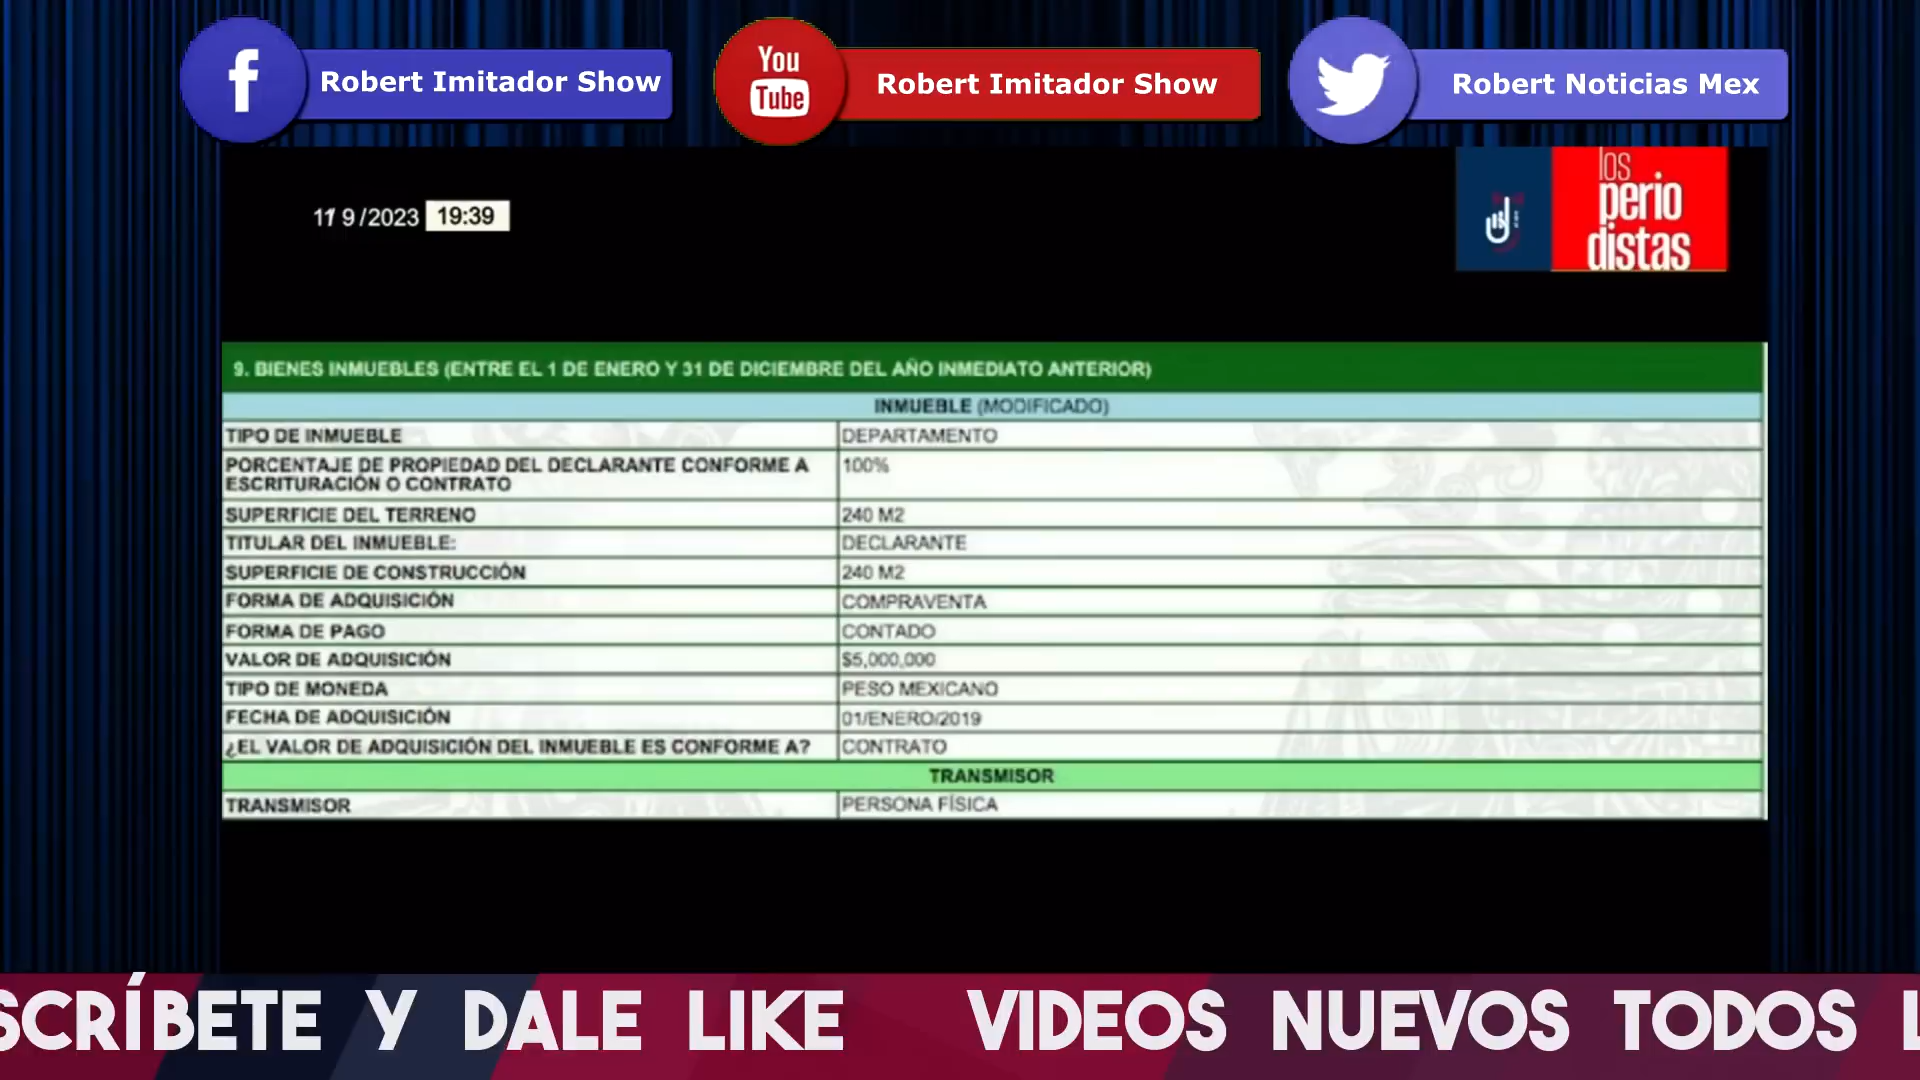 Robert Imitador Show
You
Tube
Robert Imitador Show
Robert Noticias Mex
19:39
los
perio
distas
9. BIENES INMUEBLES (ENTRE EL 1 DE ENERO Y 31 DE DICIEMBRE DEL AÑO INMEDIATO ANTERIOR)
INMUEBLE (MODIFICADO)
TIPO DE INMUEBLE DEPARTAMENTO
PORCENTAJE DE PROPIEDAD DEL DECLARANTE CONFORME A 100%
ESCRITURACIÓN O CONTRATO
SUPERFICIE DEL TERRENO 240 M2
TITULAR DEL INMUEBLE: DECLARANTE
SUPERFICIE DE CONSTRUCCIÓN 240 M2
FORMA DE ADQUISICIÓN COMPRAVENTA
FORMA DE PAGO CONTADO
VALOR DE ADQUISICIÓN $5,000,000
TIPO DE MONEDA PESO MEXICANO
FECHA DE ADQUISICIÓN 01/ENERO/2019
¿EL VALOR DE ADQUISICIÓN DEL INMUEBLE ES CONFORME A? CONTRATO
TRANSMISOR
TRANSMISOR PERSONA FÍSICA
SCRÍBETE Y DALE LIKE VIDEOS NUEVOS TODOS L